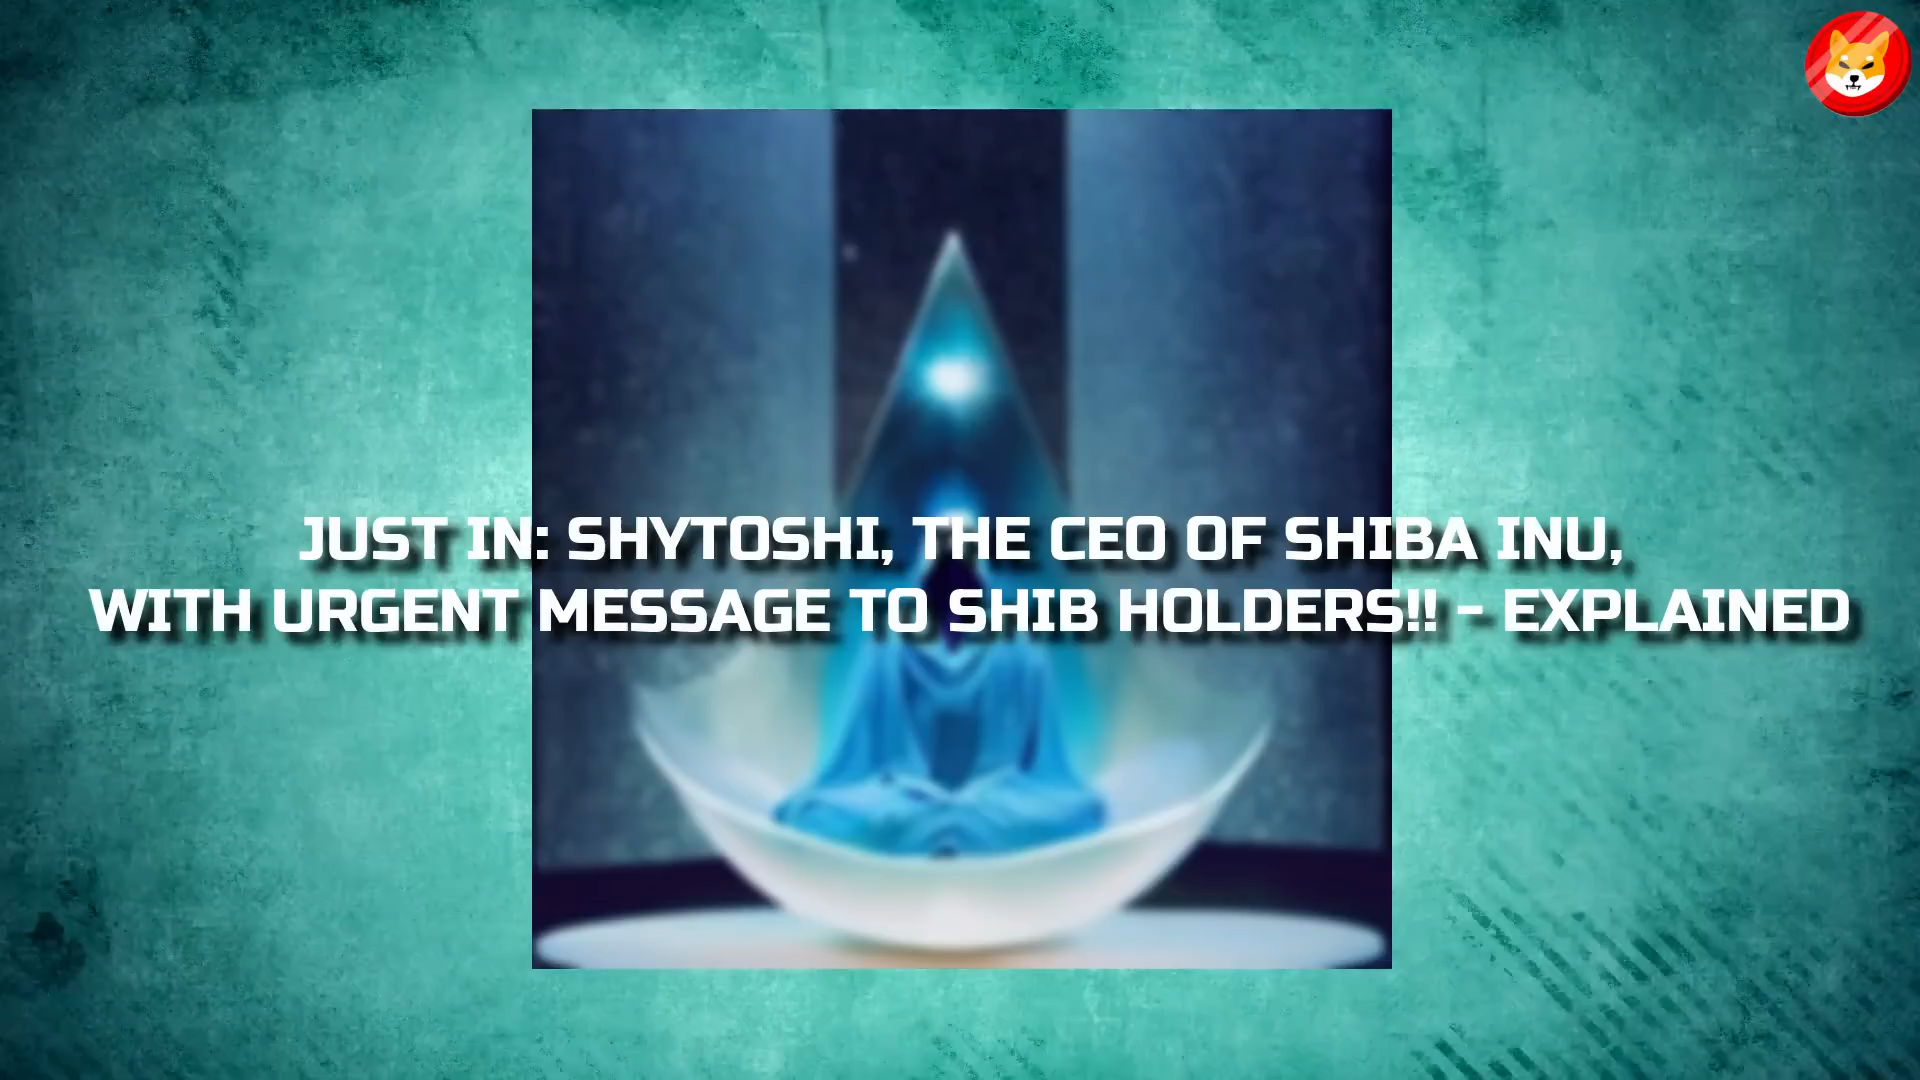 JUST IN: SHYTOSHI, THE CEO OF SHIBA INU,
WITH URGENT MESSAGE TO SHIB HOLDERS!! - EXPLAINED